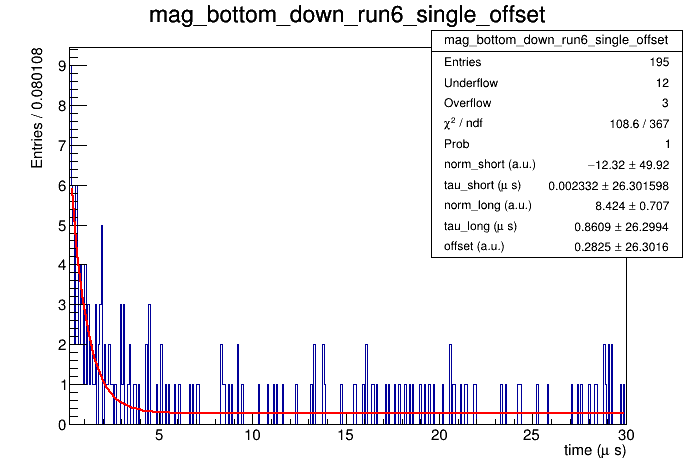 mag_bottom_down_run6_single_offset
mag_bottom_down_run6_single_offset
Entries 195
Underflow 12
Overflow 3
χ² / ndf 108.6 / 367
Prob 1
norm_short (a.u.) −12.32 ± 49.92
tau_short (μ s) 0.002332 ± 26.301598
norm_long (a.u.) 8.424 ± 0.707
tau_long (μ s) 0.8609 ± 26.2994
offset (a.u.) 0.2825 ± 26.3016
Entries / 0.080108
9
8
7
6
5
4
3
2
1
0
5 10 15 20 25 30
time (μ s)